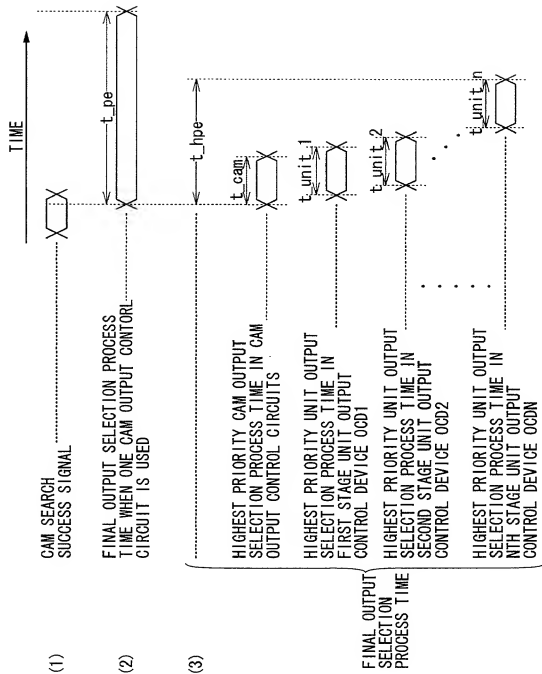 TIME
(1)
CAM SEARCH
SUCCESS SIGNAL
(2)
FINAL OUTPUT SELECTION PROCESS
TIME WHEN ONE CAM OUTPUT CONTORL
CIRCUIT IS USED
t_pe
(3)
t_hpe
FINAL OUTPUT
SELECTION
PROCESS TIME
HIGHEST PRIORITY CAM OUTPUT
SELECTION PROCESS TIME IN CAM
OUTPUT CONTROL CIRCUITS
t_cam
HIGHEST PRIORITY UNIT OUTPUT
SELECTION PROCESS TIME IN
FIRST STAGE UNIT OUTPUT
CONTROL DEVICE OCD1
t_unit_1
HIGHEST PRIORITY UNIT OUTPUT
SELECTION PROCESS TIME IN
SECOND STAGE UNIT OUTPUT
CONTROL DEVICE OCD2
t_unit_2
HIGHEST PRIORITY UNIT OUTPUT
SELECTION PROCESS TIME IN
NTH STAGE UNIT OUTPUT
CONTROL DEVICE OCDN
t_unit_n